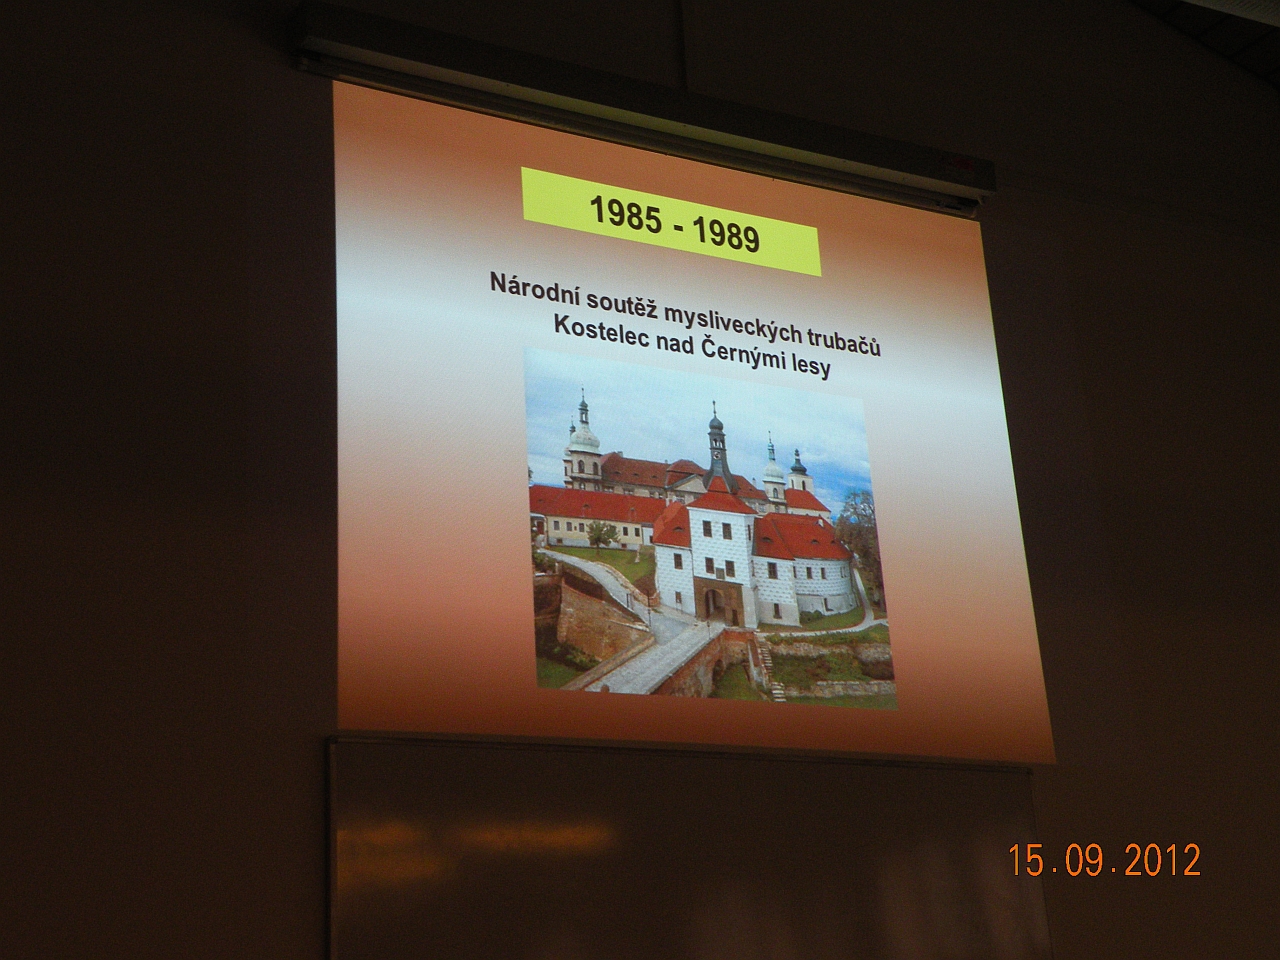 1985 - 1989
Národní soutěž mysliveckých trubačů
Kostelec nad Černými lesy
15.09.2012